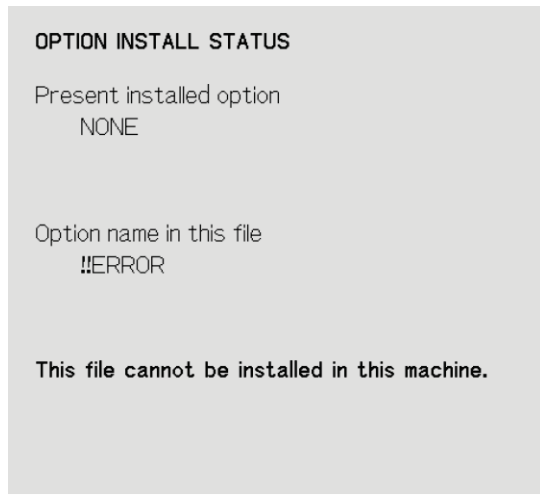 OPTION INSTALL STATUS
Present installed option
NONE
Option name in this file
!!ERROR
This file cannot be installed in this machine.